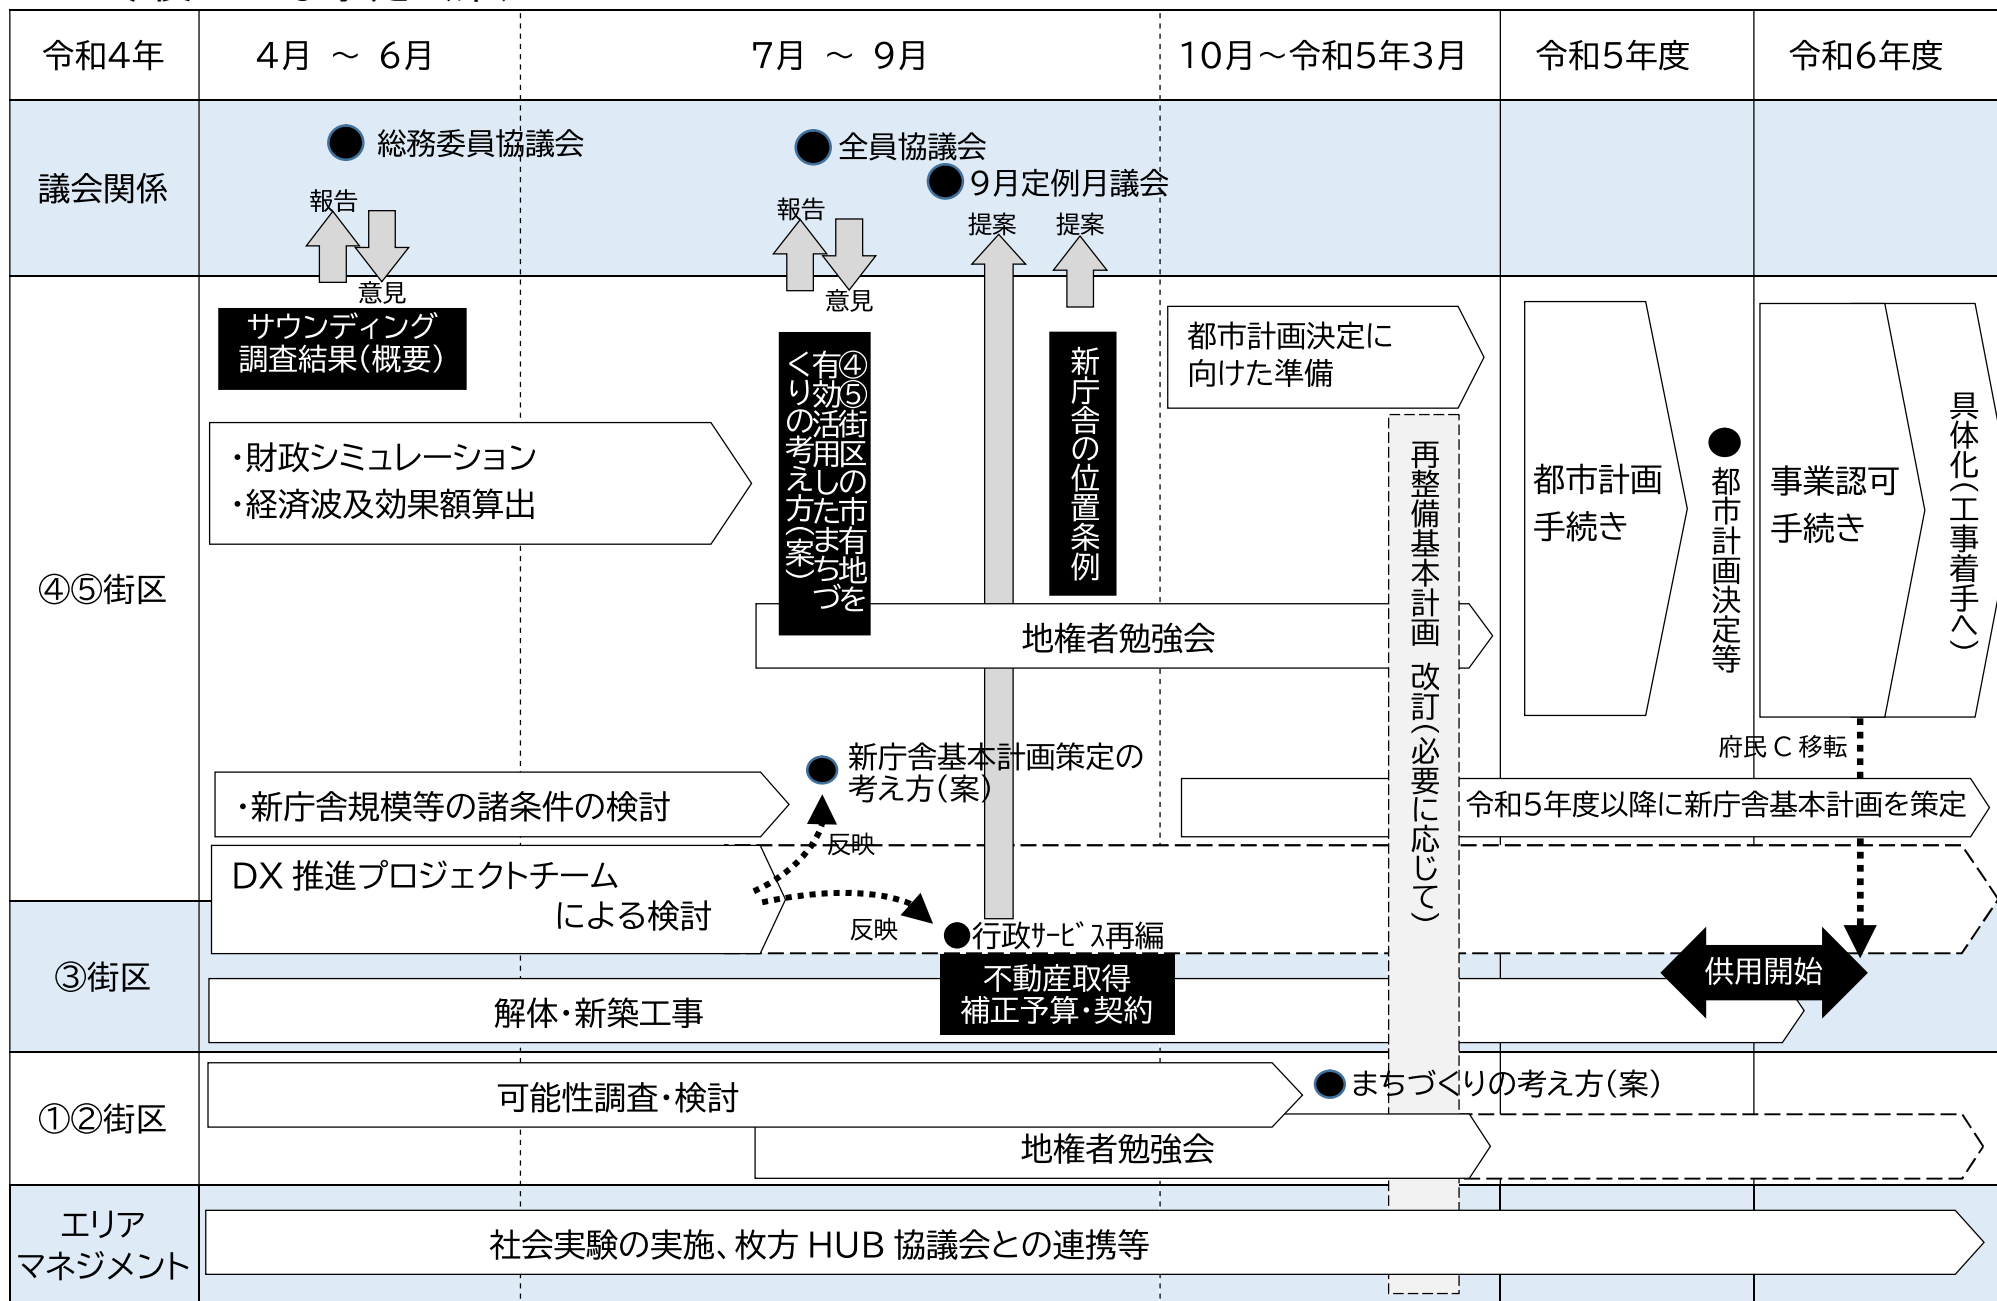 令和4年
4月 ～ 6月
7月 ～ 9月
10月～令和5年3月
令和5年度
令和6年度
議会関係
●総務委員協議会
報告
意見
●全員協議会
●9月定例月議会
報告
意見
提案
提案
④⑤街区
サウンディング
調査結果(概要)
・財政シミュレーション
・経済波及効果額算出
④⑤街区の市有地を
有効活用したまちづ
くりの考え方(案)
新庁舎の位置条例
都市計画決定に
向けた準備
再整備基本計画 改訂(必要に応じて)
都市計画
手続き
●都市計画決定等
事業認可
手続き
具体化(工事着手へ)
地権者勉強会
府民C移転
●新庁舎基本計画策定の
考え方(案)
・新庁舎規模等の諸条件の検討
令和5年度以降に新庁舎基本計画を策定
反映
DX推進プロジェクトチーム
による検討
反映
●行政ｻｰﾋﾞｽ再編
③街区
不動産取得
補正予算・契約
供用開始
解体・新築工事
①②街区
可能性調査・検討
●まちづくりの考え方(案)
地権者勉強会
エリア
マネジメント
社会実験の実施、枚方HUB協議会との連携等